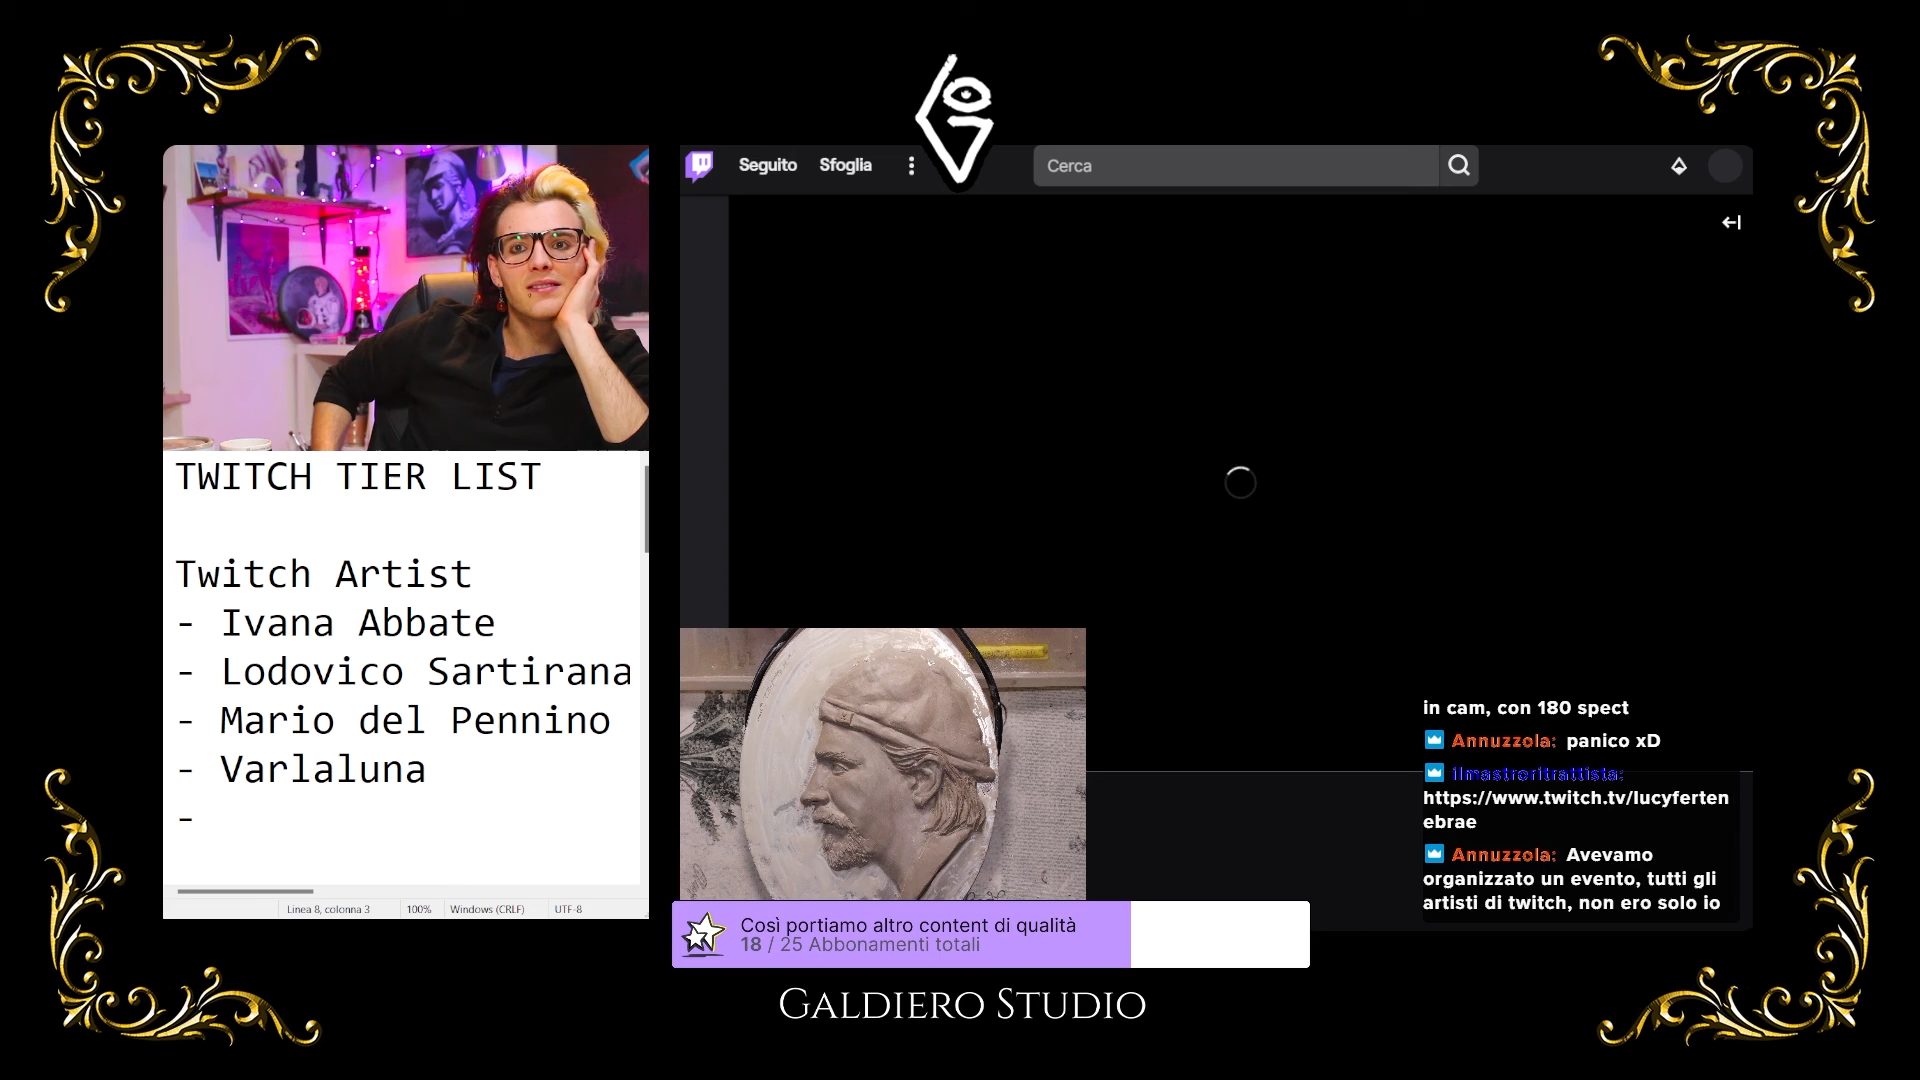 Seguito Sfoglia
Cerca
TWITCH TIER LIST
Twitch Artist
- Ivana Abbate
- Lodovico Sartirana
- Mario del Pennino
- Varlaluna
-
Linea 8, colonna 3 100% Windows (CRLF) UTF-8
in cam, con 180 spect
Annuzzola: panico xD
ilmastroritrattista:
https://www.twitch.tv/lucyferten
ebrae
Annuzzola: Avevamo
organizzato un evento, tutti gli
artisti di twitch, non ero solo io
Così portiamo altro content di qualità
18 / 25 Abbonamenti totali
GALDIERO STUDIO